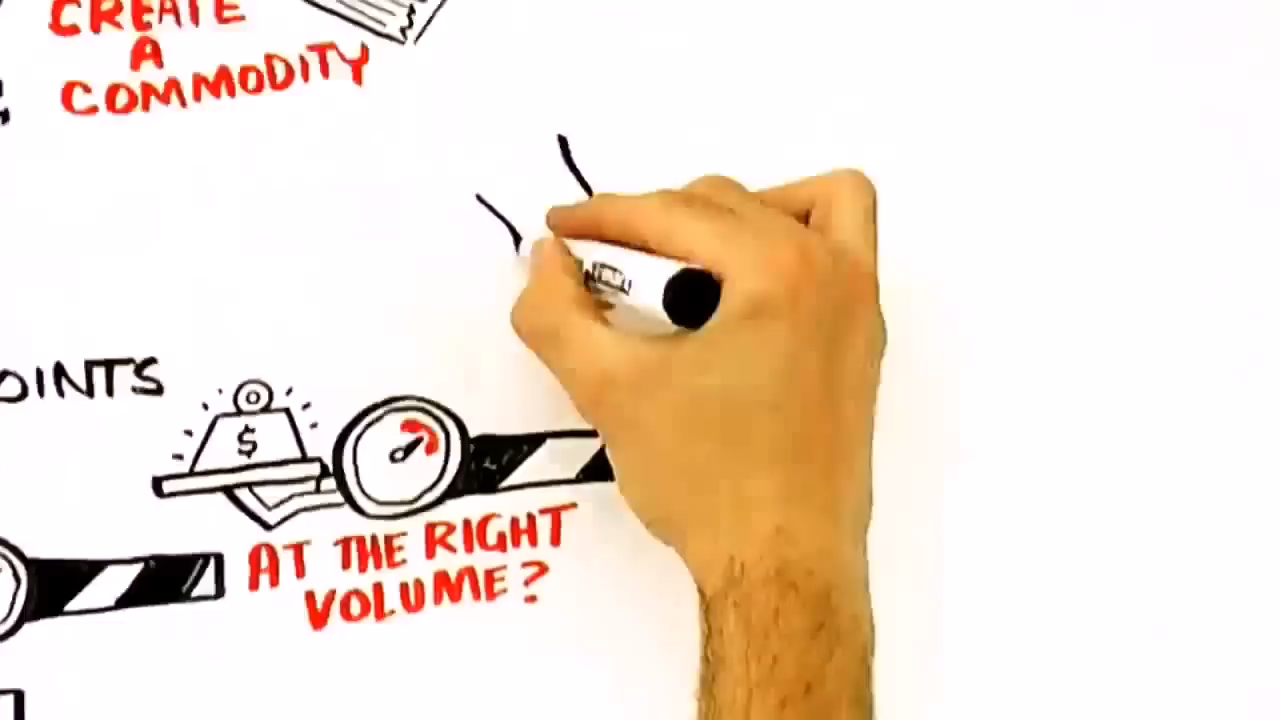 CREATE
A
COMMODITY
OINTS
$
AT THE RIGHT
VOLUME?